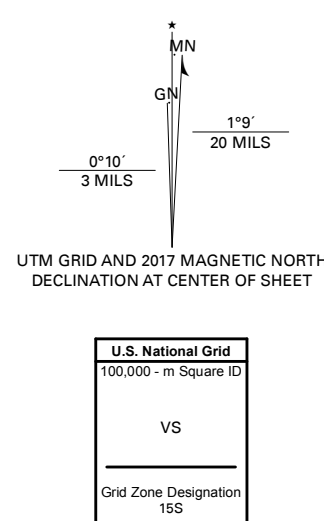 ★
MN
GN
1°9´
20 MILS
0°10´
3 MILS
UTM GRID AND 2017 MAGNETIC NORTH
DECLINATION AT CENTER OF SHEET
U.S. National Grid
100,000 - m Square ID
VS
Grid Zone Designation
15S